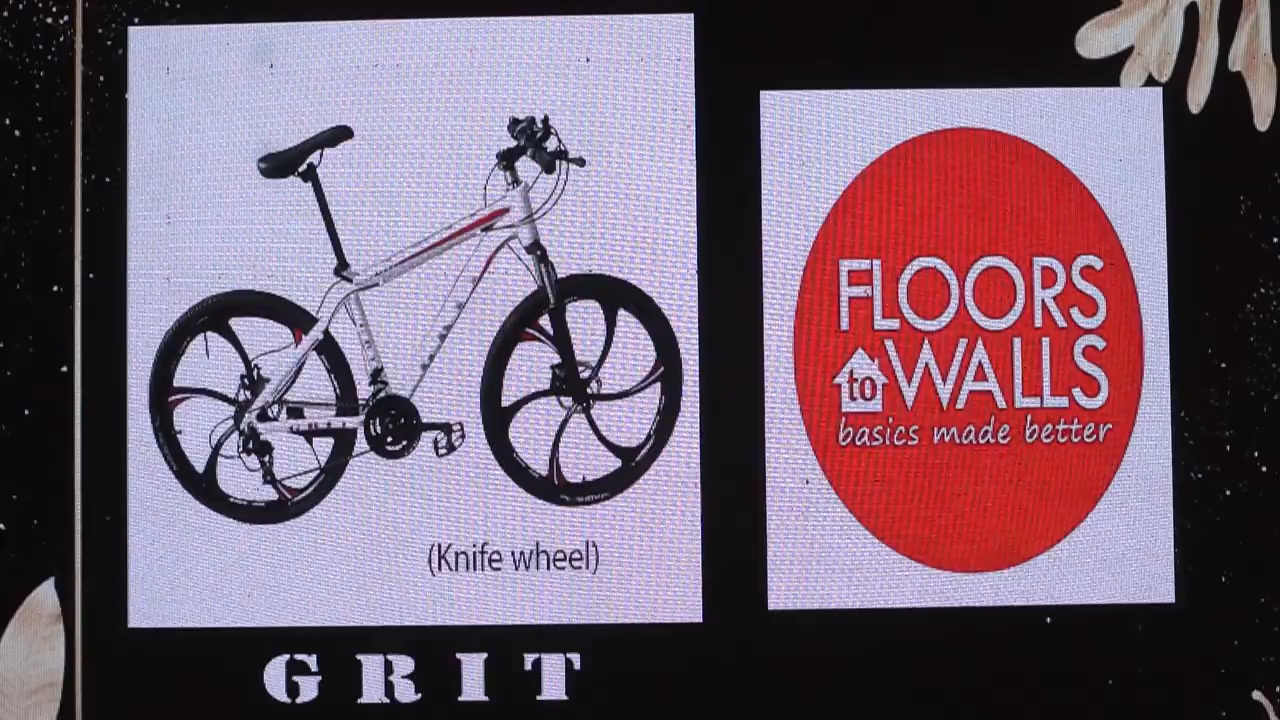 (Knife wheel)
GRIT
FLOORS
to WALLS
basics made better